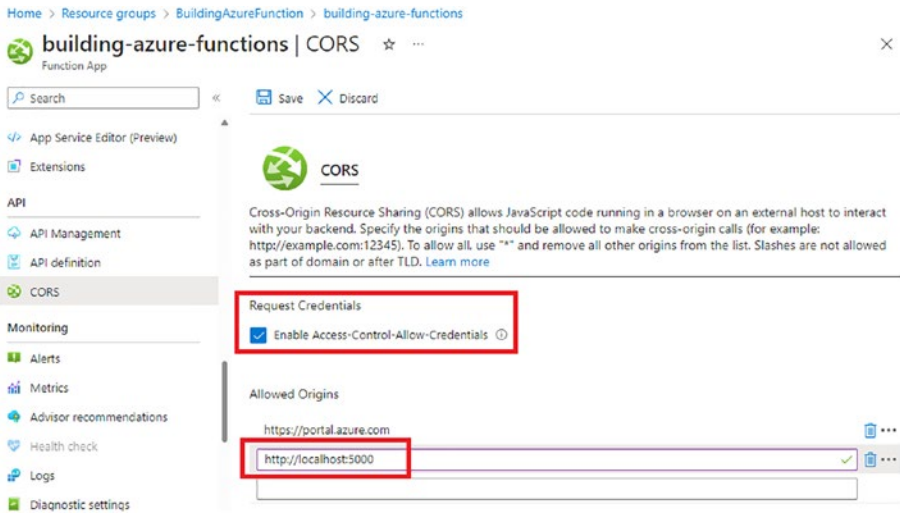 Home > Resource groups > BuildingAzureFunction > building-azure-functions
building-azure-functions | CORS
Function App
Search
Save
Discard
App Service Editor (Preview)
Extensions
API
API Management
API definition
CORS
Monitoring
Alerts
Metrics
Advisor recommendations
Health check
Logs
Diagnostic settings
CORS
Cross-Origin Resource Sharing (CORS) allows JavaScript code running in a browser on an external host to interact
with your backend. Specify the origins that should be allowed to make cross-origin calls (for example:
http://example.com:12345). To allow all, use "*" and remove all other origins from the list. Slashes are not allowed
as part of domain or after TLD. Learn more
Request Credentials
Enable Access-Control-Allow-Credentials
Allowed Origins
https://portal.azure.com
http://localhost:5000